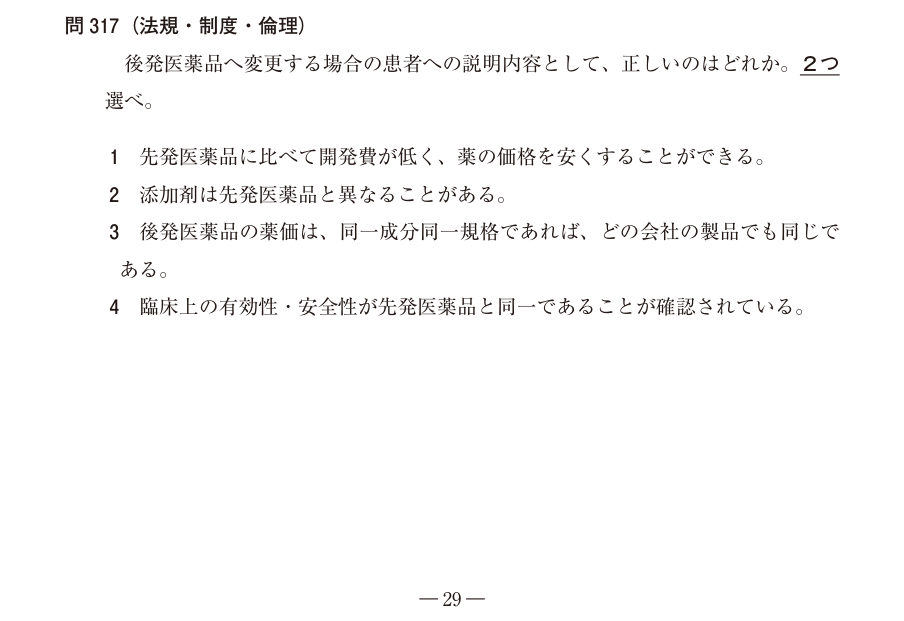 問 317（法規・制度・倫理）
後発医薬品へ変更する場合の患者への説明内容として、正しいのはどれか。２つ
選べ。
1 先発医薬品に比べて開発費が低く、薬の価格を安くすることができる。
2 添加剤は先発医薬品と異なることがある。
3 後発医薬品の薬価は、同一成分同一規格であれば、どの会社の製品でも同じで
ある。
4 臨床上の有効性・安全性が先発医薬品と同一であることが確認されている。
― 29 ―